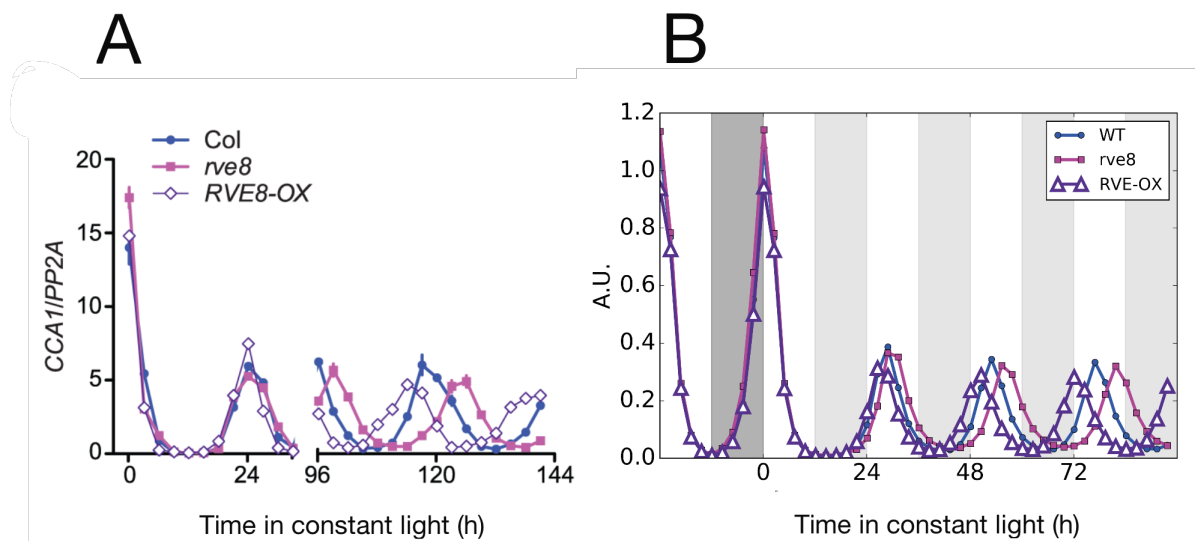 A
B
Col
rve8
RVE8-OX
20
15
10
5
0
CCA1/PP2A
0
24
96
120
144
Time in constant light (h)
1.2
1.0
0.8
0.6
0.4
0.2
0.0
A.U.
WT
rve8
RVE-OX
0
24
48
72
Time in constant light (h)